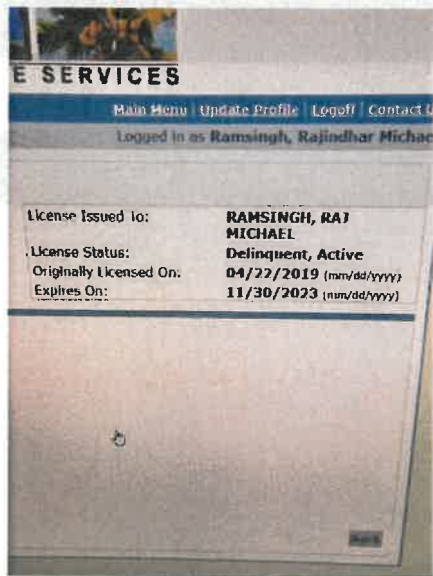 E SERVICES
Main Menu | Update Profile | Logoff | Contact U
Logged in as Ramsingh, Rajindhar Michae
License Issued To: RAMSINGH, RAJ
MICHAEL
License Status: Delinquent, Active
Originally Licensed On: 04/22/2019 (mm/dd/yyyy)
Expires On: 11/30/2023 (mm/dd/yyyy)